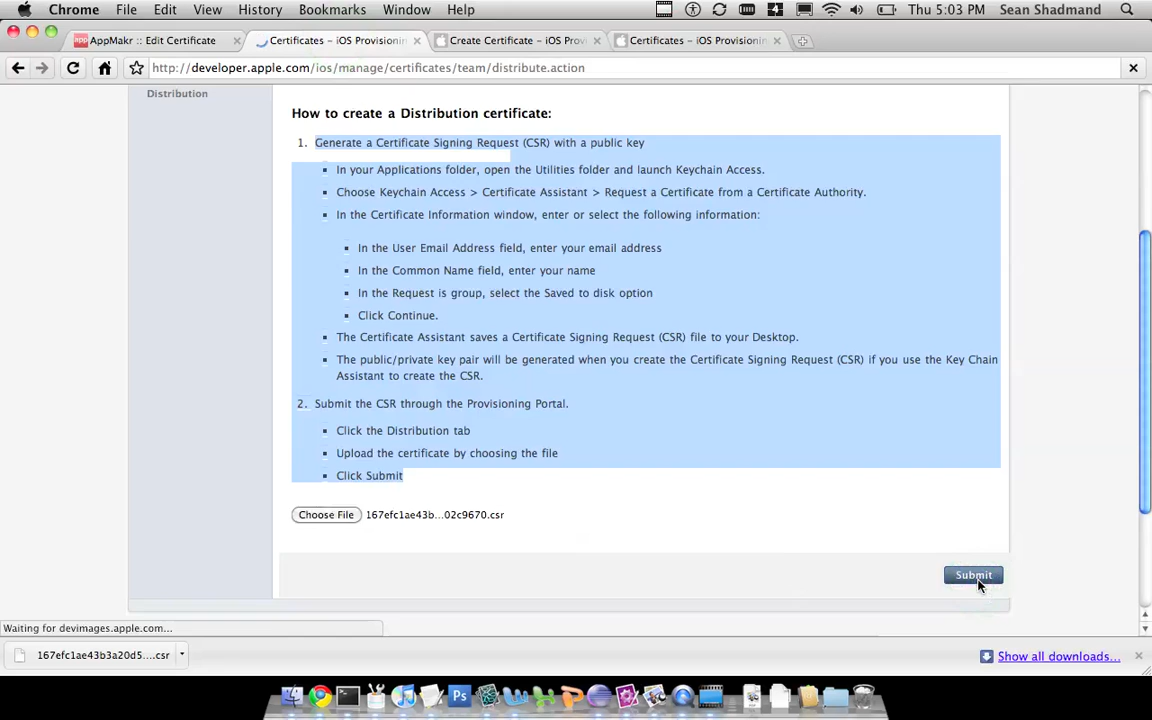 Chrome File Edit View History Bookmarks Window Help 4 Thu 5:03 PM Sean Shadmand
AppMakr :: Edit Certificate × Certificates – iOS Provisionin × Create Certificate – iOS Prov × Certificates – iOS Provisionin ×
http://developer.apple.com/ios/manage/certificates/team/distribute.action
Distribution
How to create a Distribution certificate:
1. Generate a Certificate Signing Request (CSR) with a public key
In your Applications folder, open the Utilities folder and launch Keychain Access.
Choose Keychain Access > Certificate Assistant > Request a Certificate from a Certificate Authority.
In the Certificate Information window, enter or select the following information:
In the User Email Address field, enter your email address
In the Common Name field, enter your name
In the Request is group, select the Saved to disk option
Click Continue.
The Certificate Assistant saves a Certificate Signing Request (CSR) file to your Desktop.
The public/private key pair will be generated when you create the Certificate Signing Request (CSR) if you use the Key Chain
Assistant to create the CSR.
2. Submit the CSR through the Provisioning Portal.
Click the Distribution tab
Upload the certificate by choosing the file
Click Submit
Choose File 167efc1ae43b...02c9670.csr
Submit
Waiting for devimages.apple.com...
167efc1ae43b3a20d5....csr Show all downloads...
Ps